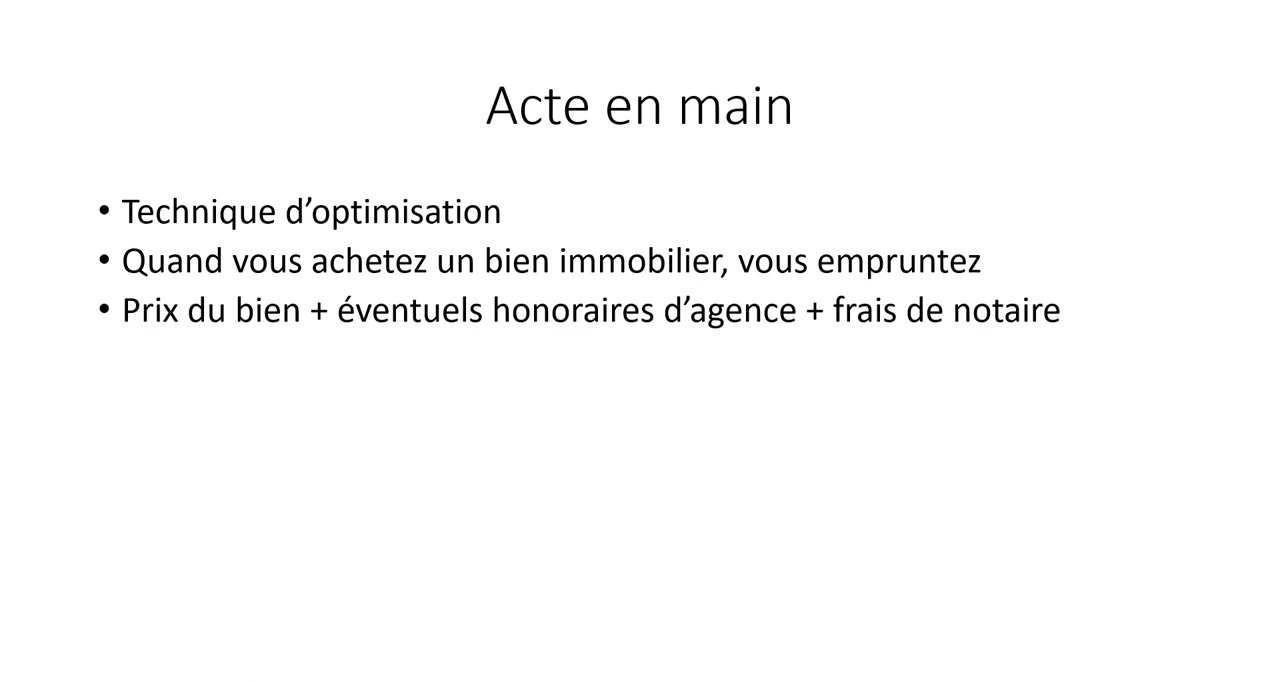 Acte en main
• Technique d’optimisation
• Quand vous achetez un bien immobilier, vous empruntez
• Prix du bien + éventuels honoraires d’agence + frais de notaire